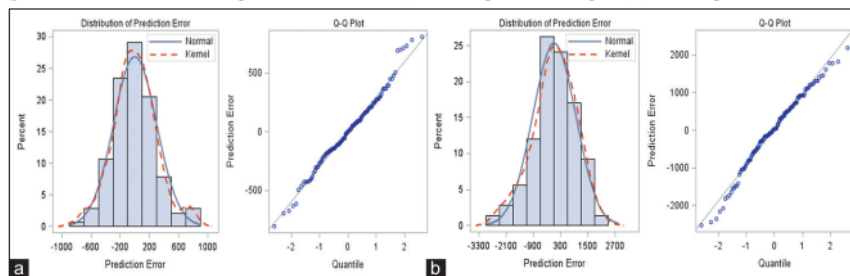 Distribution of Prediction Error
Normal
Kernel
Percent
30
25
20
15
10
5
0
-1000 -600 -200 200 600 1000
Prediction Error
a
Q-Q Plot
Prediction Error
500
0
-500
-2 -1 0 1 2
Quantile
b
Distribution of Prediction Error
Normal
Kernel
Percent
25
20
15
10
5
0
-3300 -2100 -900 300 1500 2700
Prediction Error
Q-Q Plot
Prediction Error
2000
1000
0
-1000
-2000
-2 -1 0 1 2
Quantile